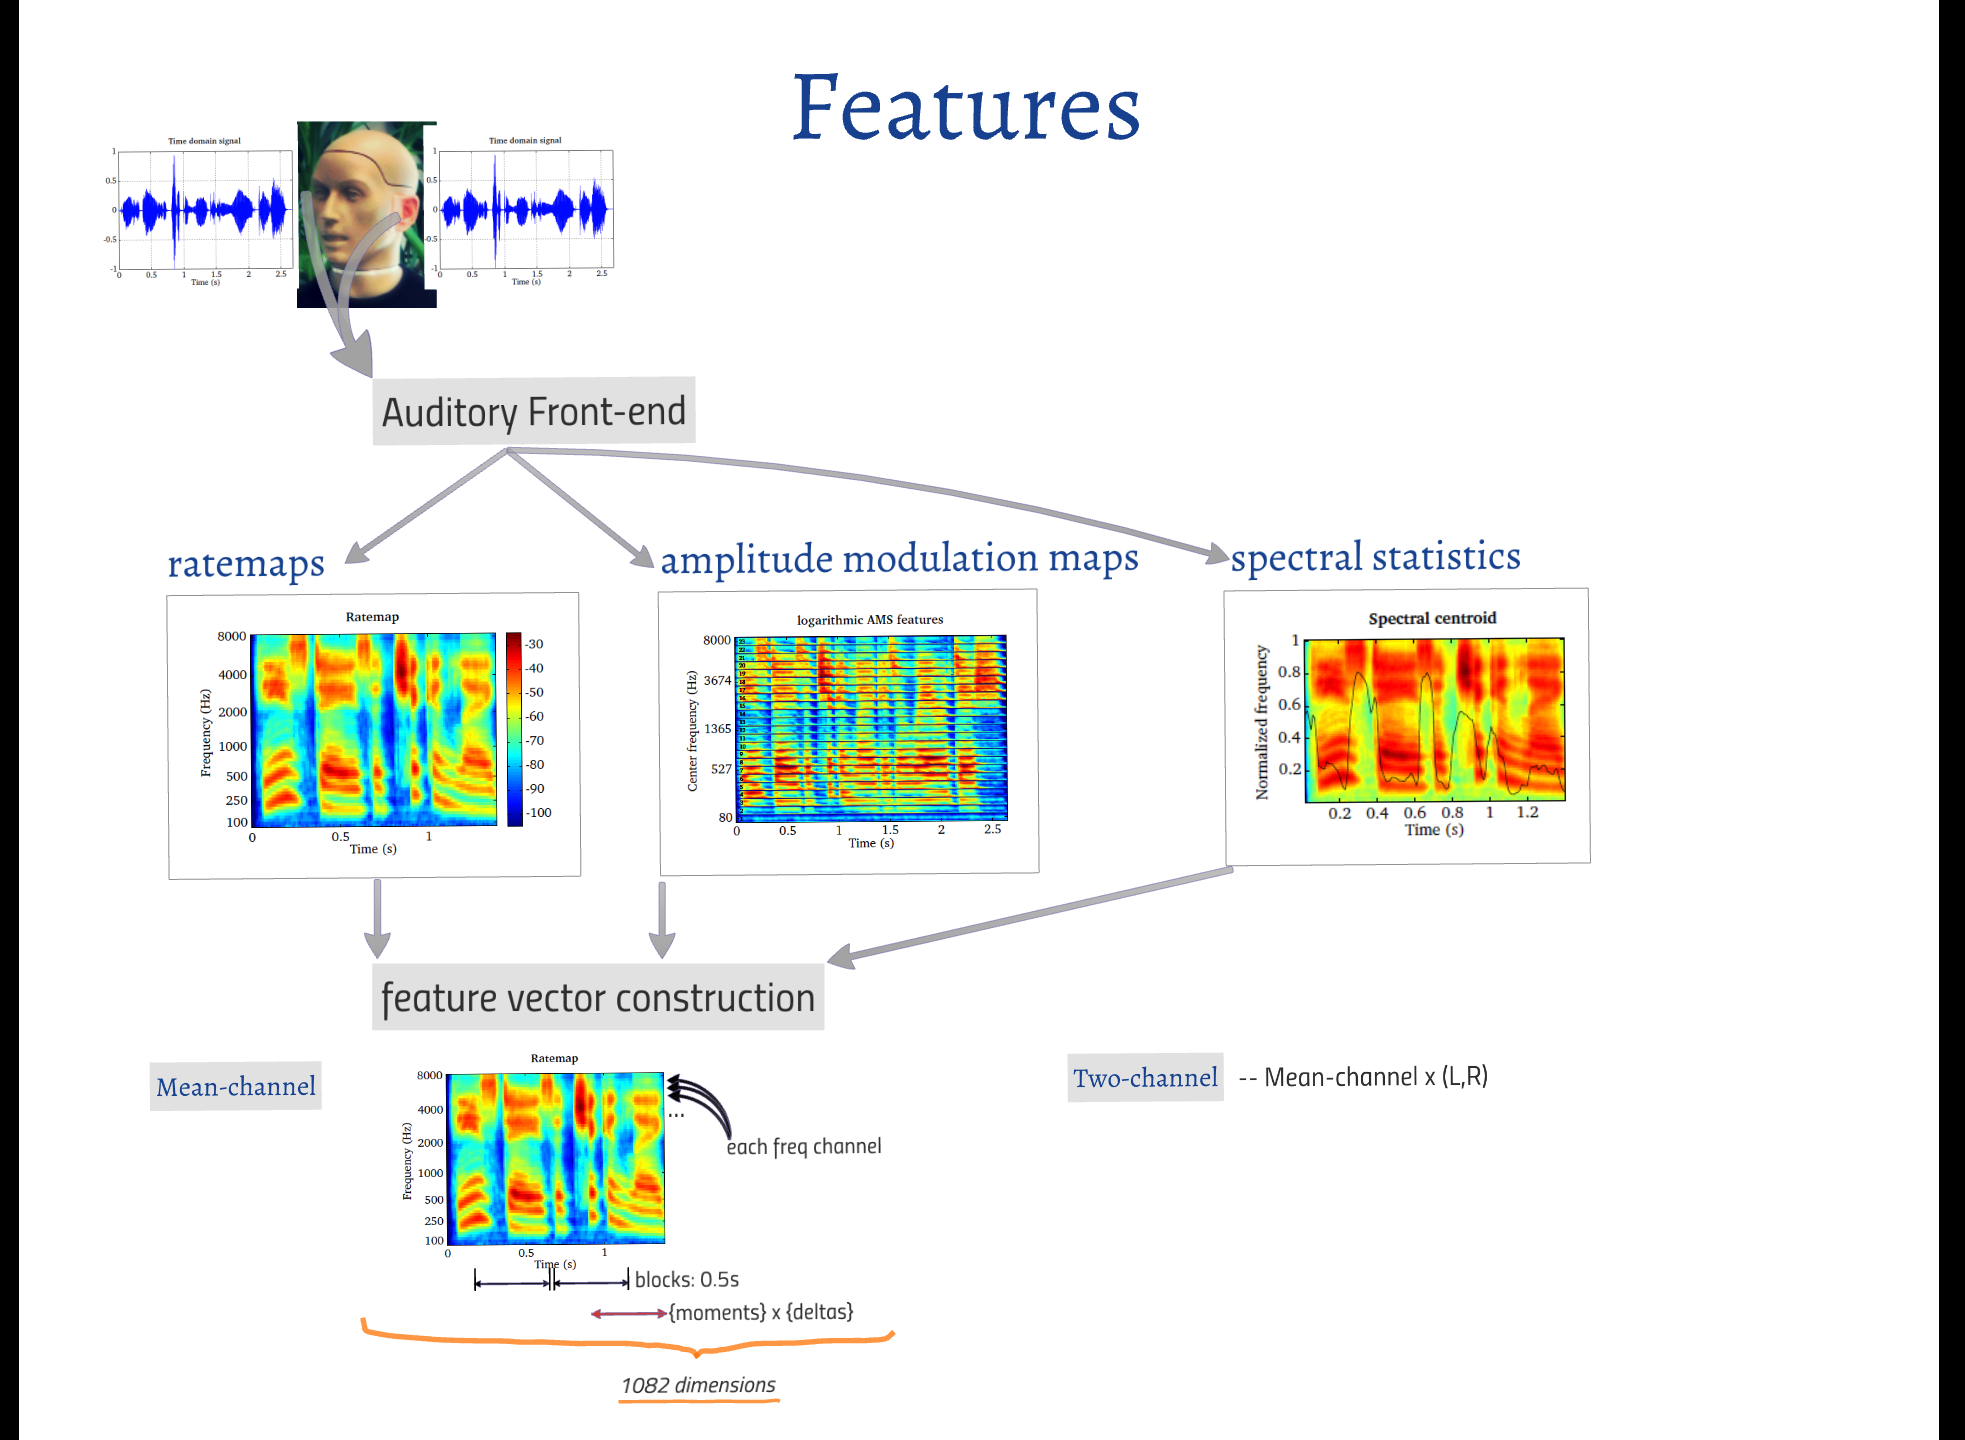 Features
Time domain signal
1
0.5
0
-0.5
-1
0 0.5 1 1.5 2 2.5
Time (s)
Time domain signal
1
0.5
0
-0.5
-1
0 0.5 1 1.5 2 2.5
Time (s)
Auditory Front-end
ratemaps
amplitude modulation maps
spectral statistics
Ratemap
8000
4000
2000
1000
500
250
100
Frequency (Hz)
0 0.5 1
Time (s)
-30
-40
-50
-60
-70
-80
-90
-100
logarithmic AMS features
8000
3674
1365
527
80
Center frequency (Hz)
0 0.5 1 1.5 2 2.5
Time (s)
Spectral centroid
1
0.8
0.6
0.4
0.2
Normalized frequency
0.2 0.4 0.6 0.8 1 1.2
Time (s)
feature vector construction
Mean-channel
Ratemap
8000
4000
2000
1000
500
250
100
Frequency (Hz)
0 0.5 1
Time (s)
...
each freq channel
blocks: 0.5s
{moments} x {deltas}
1082 dimensions
Two-channel -- Mean-channel x (L,R)